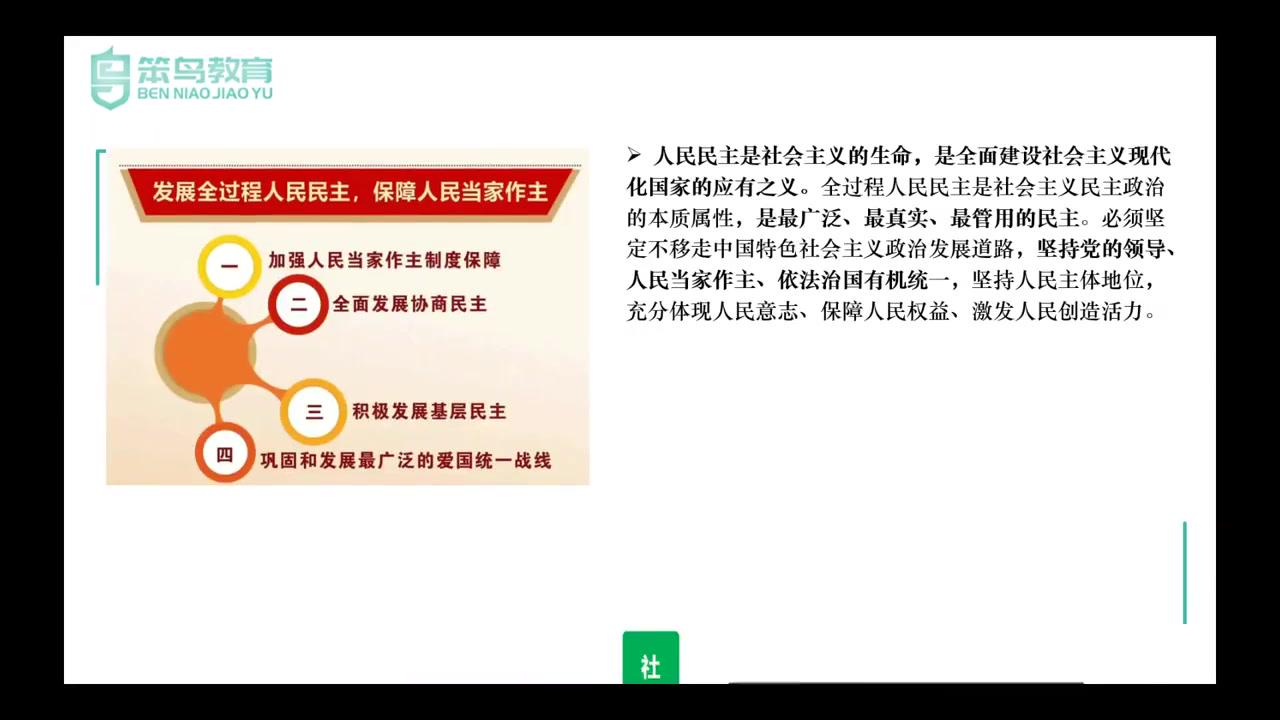 笨鸟教育
BEN NIAO JIAO YU
发展全过程人民民主，保障人民当家作主
一 加强人民当家作主制度保障
二 全面发展协商民主
三 积极发展基层民主
四 巩固和发展最广泛的爱国统一战线
➢ 人民民主是社会主义的生命，是全面建设社会主义现代
化国家的应有之义。全过程人民民主是社会主义民主政治
的本质属性，是最广泛、最真实、最管用的民主。必须坚
定不移走中国特色社会主义政治发展道路，坚持党的领导、
人民当家作主、依法治国有机统一，坚持人民主体地位，
充分体现人民意志、保障人民权益、激发人民创造活力。
社